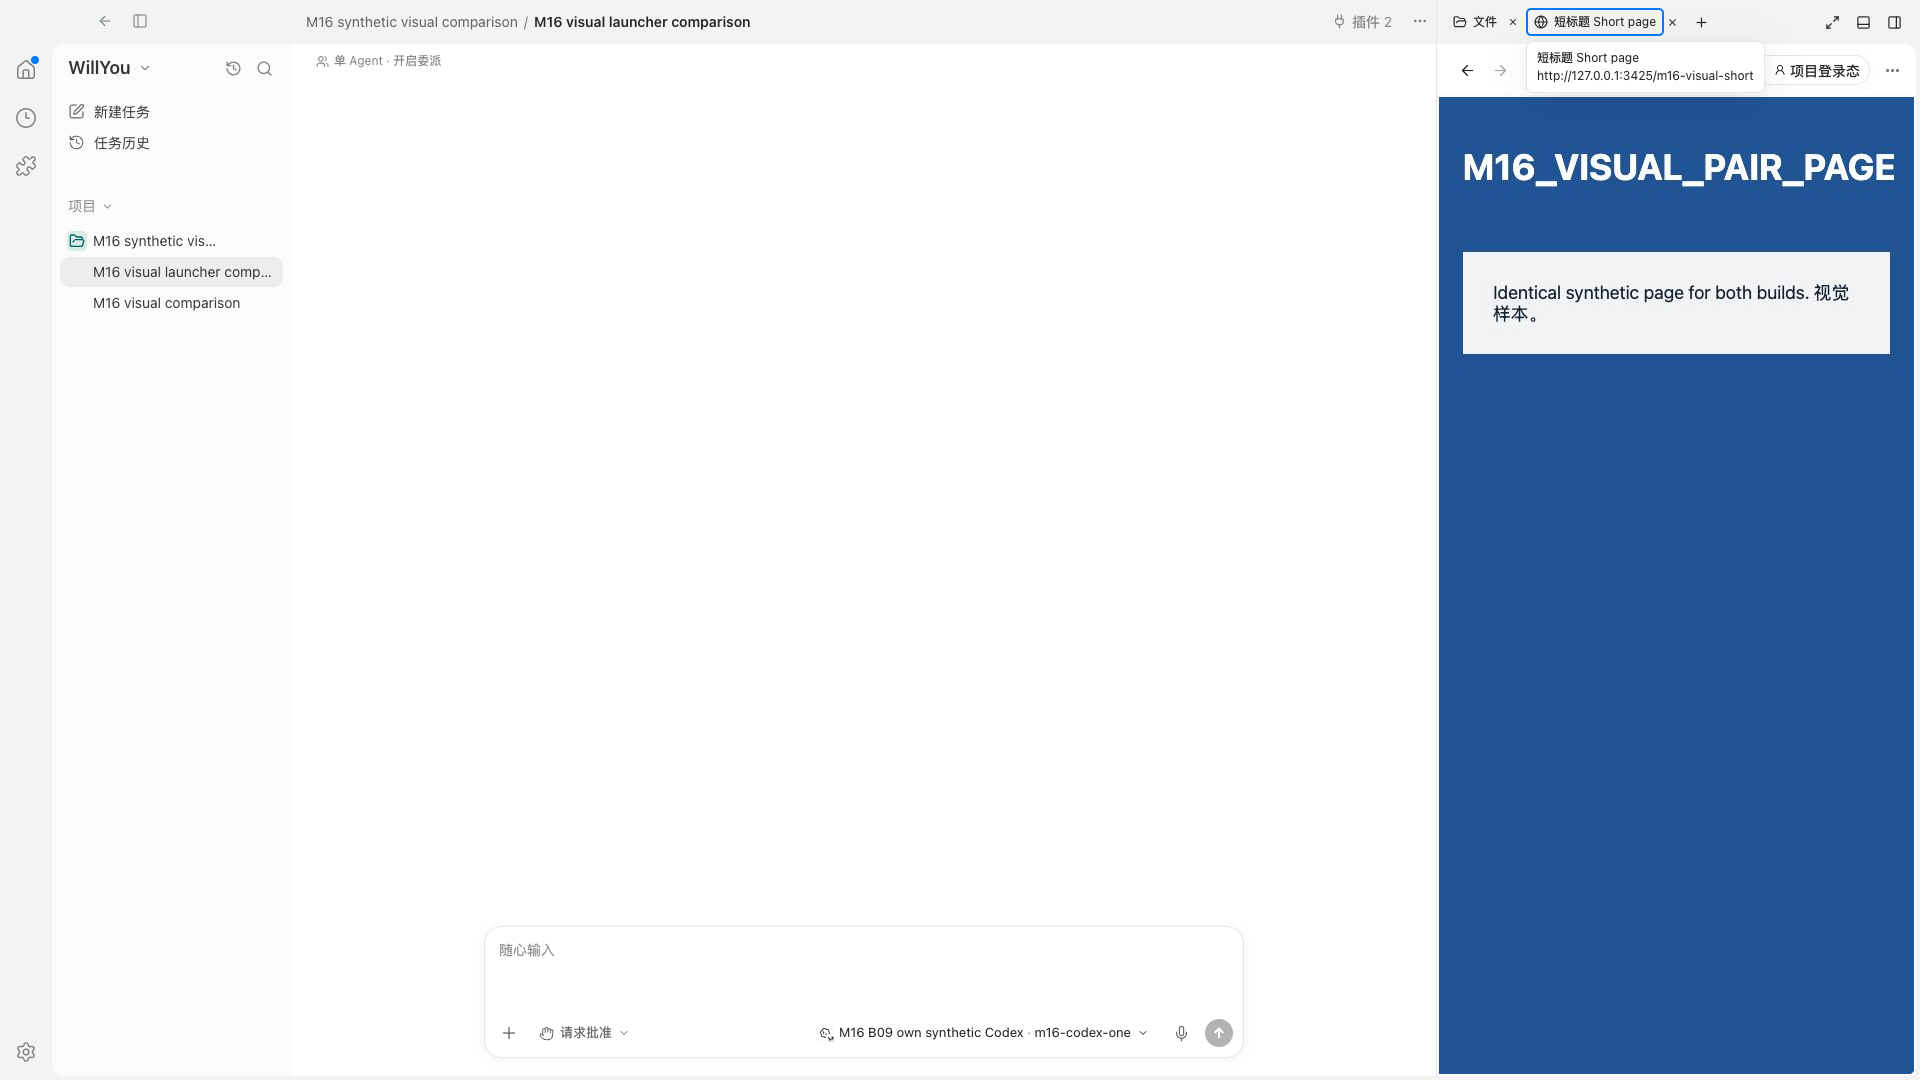 M16 synthetic visual comparison / M16 visual launcher comparison
插件 2
文件
短标题 Short page
WillYou
单 Agent · 开启委派
短标题 Short page
http://127.0.0.1:3425/m16-visual-short
项目登录态
新建任务
任务历史
项目
M16 synthetic vis...
M16 visual launcher comp...
M16 visual comparison
M16_VISUAL_PAIR_PAGE
Identical synthetic page for both builds. 视觉
样本。
随心输入
请求批准
M16 B09 own synthetic Codex · m16-codex-one